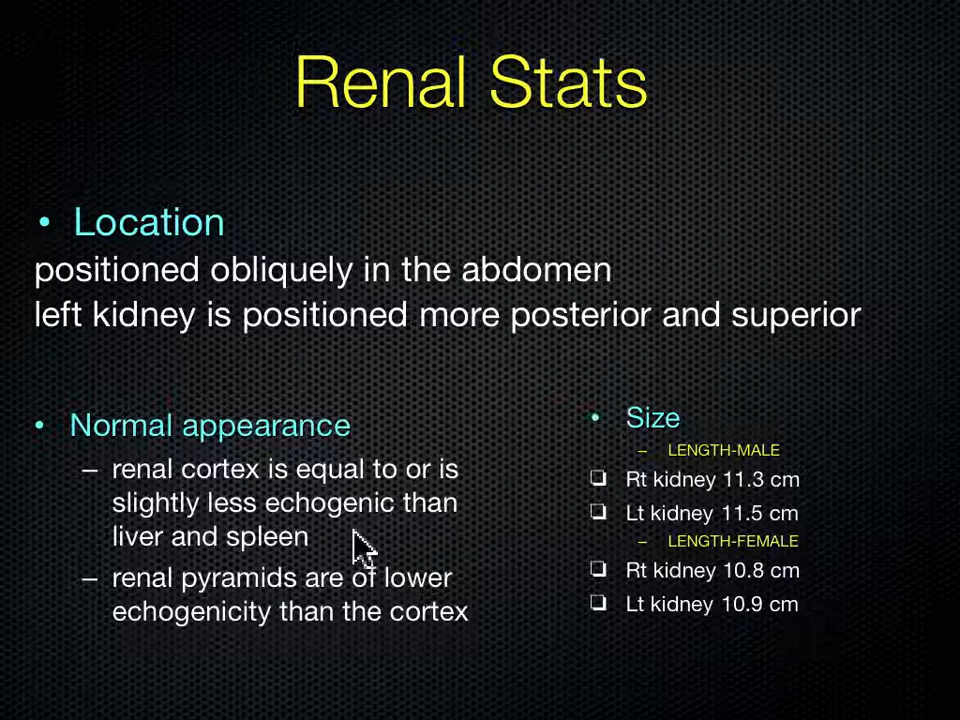 Renal Stats
• Location
positioned obliquely in the abdomen
left kidney is positioned more posterior and superior
• Normal appearance
– renal cortex is equal to or is
slightly less echogenic than
liver and spleen
– renal pyramids are of lower
echogenicity than the cortex
• Size
– LENGTH-MALE
❑ Rt kidney 11.3 cm
❑ Lt kidney 11.5 cm
– LENGTH-FEMALE
❑ Rt kidney 10.8 cm
❑ Lt kidney 10.9 cm